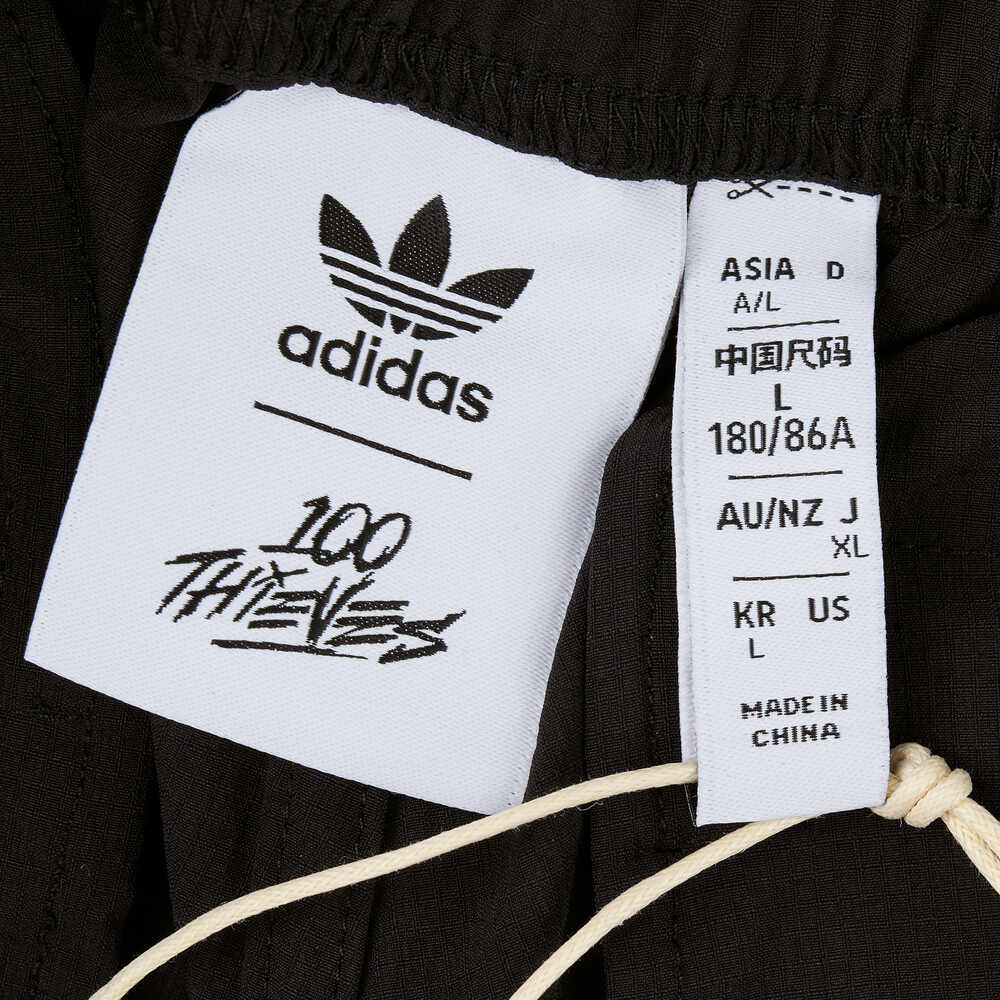 adidas
100
THIEVES
ASIA D
A/L
中国尺码
L
180/86A
AU/NZ J
XL
KR US
L
MADE IN
CHINA